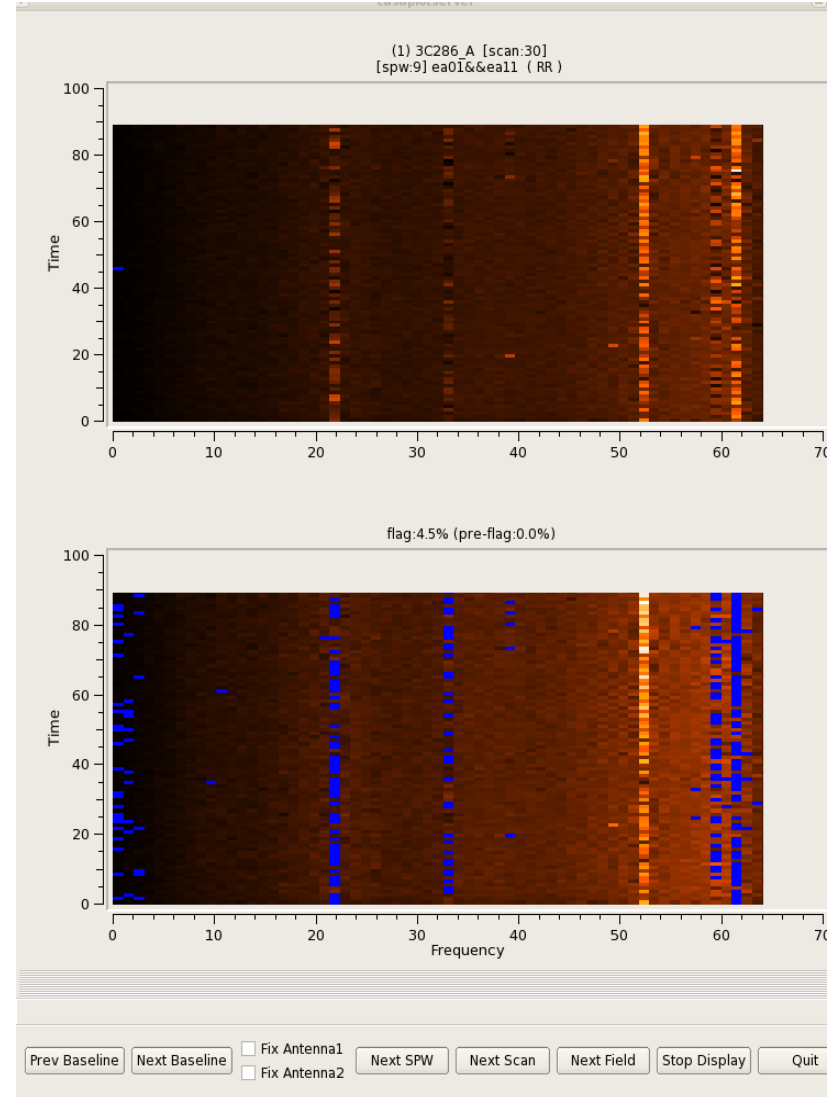 casaplotserver
(1) 3C286_A [scan:30]
[spw:9] ea01&&ea11 ( RR )
100
80
60
40
20
0
Time
0 10 20 30 40 50 60 70
flag:4.5% (pre-flag:0.0%)
100
80
60
40
20
0
Time
0 10 20 30 40 50 60 70
Frequency
Prev Baseline Next Baseline Fix Antenna1 Next SPW Next Scan Next Field Stop Display Quit
Fix Antenna2